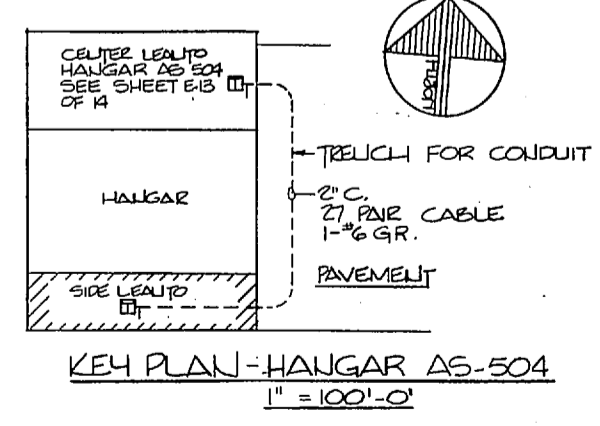 CENTER LEANTO
HANGAR AS 504
SEE SHEET E-13
OF 14
NORTH
TRENCH FOR CONDUIT
HANGAR
2" C.
27 PAIR CABLE
1-#6 GR.
PAVEMENT
SIDE LEANTO
KEY PLAN - HANGAR AS-504
1" = 100'-0'